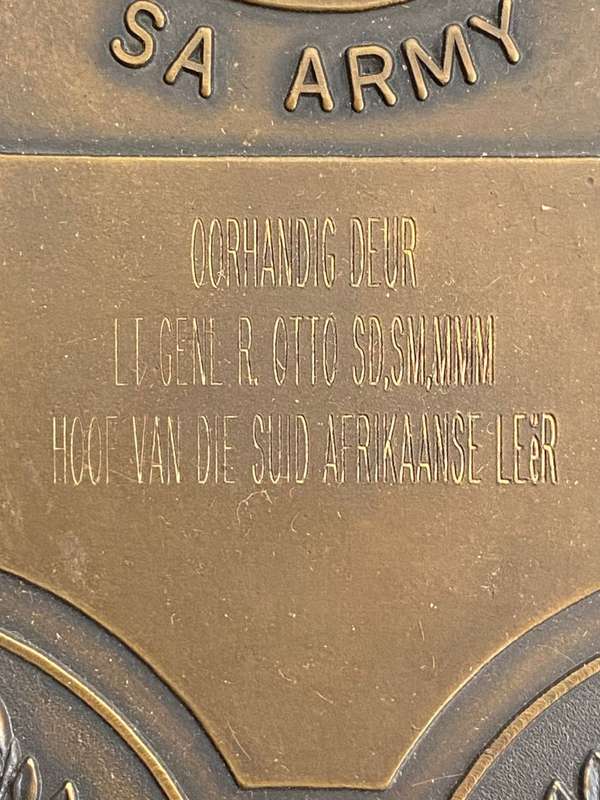 SA ARMY
OORHANDIG DEUR
LT. GENL R. OTTO SD,SM,MMM
HOOF VAN DIE SUID AFRIKAANSE LEëR